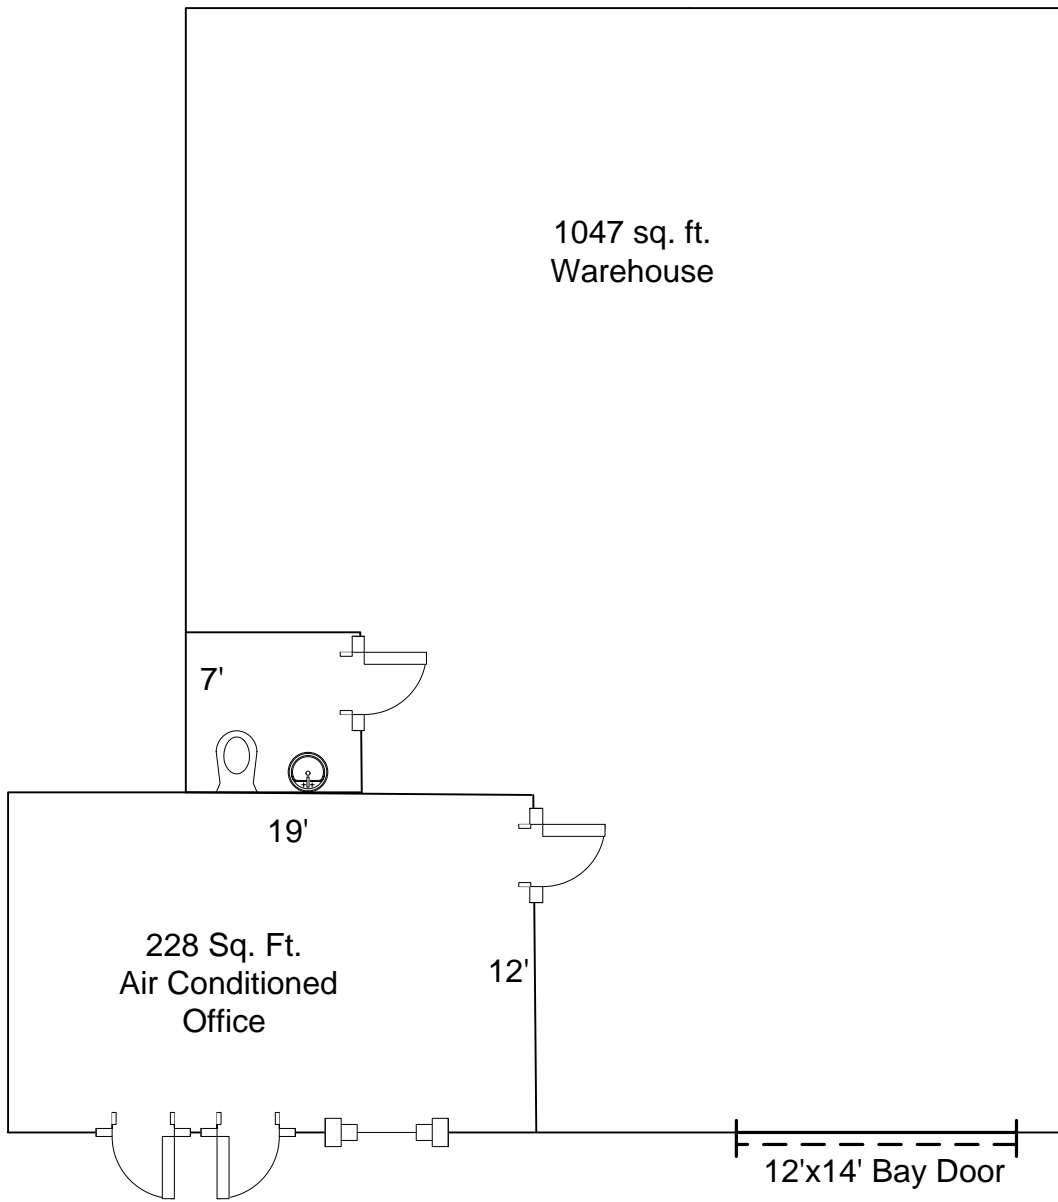 1047 sq. ft.
Warehouse
7'
19'
228 Sq. Ft.
Air Conditioned
Office
12'
12'x14' Bay Door